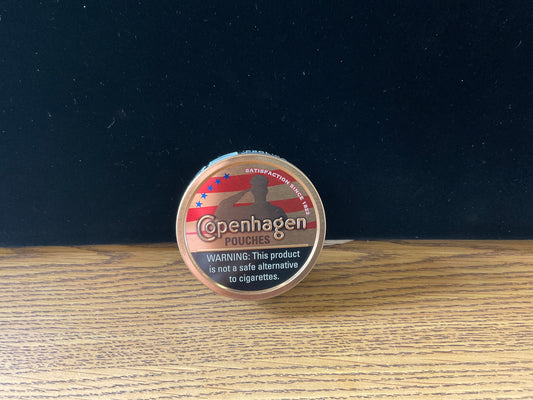 SATISFACTION SINCE 1822
Copenhagen
POUCHES
WARNING: This product
is not a safe alternative
to cigarettes.